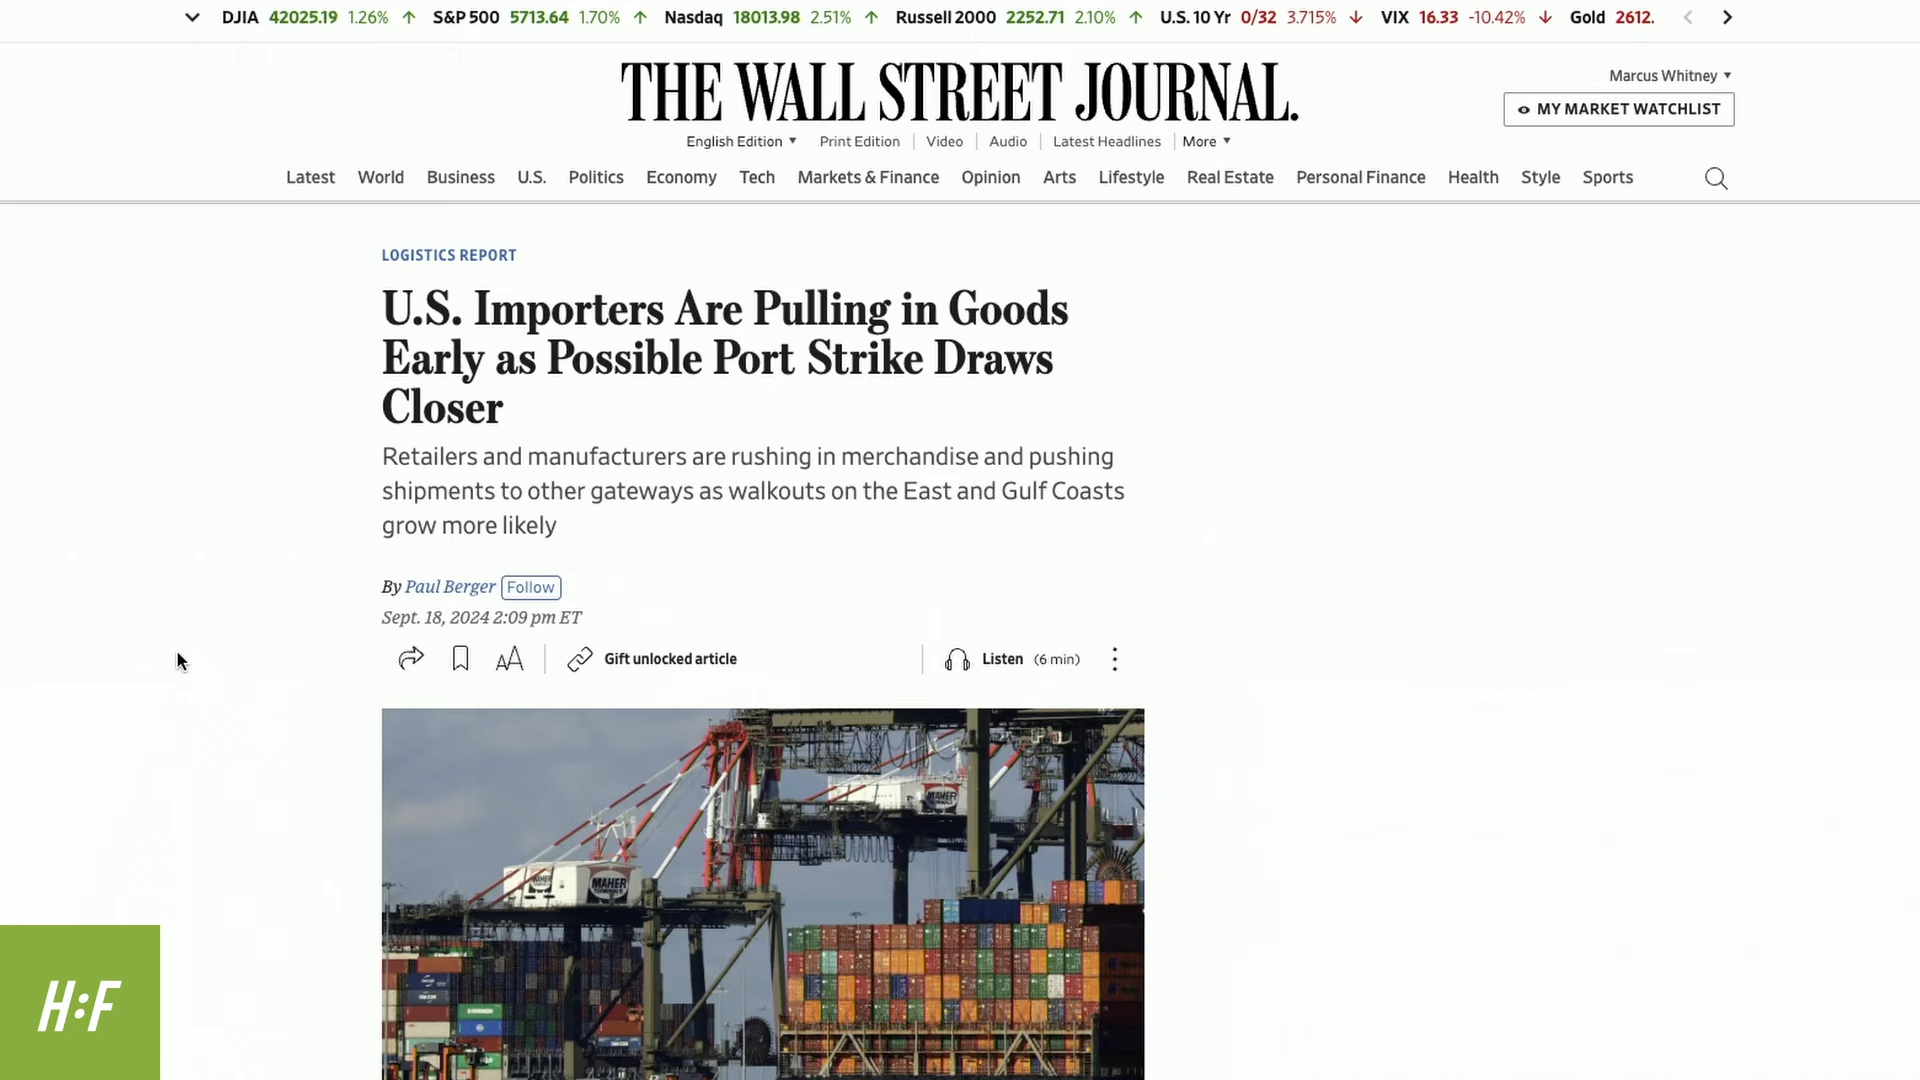 DJIA 42025.19 1.26% S&P 500 5713.64 1.70% Nasdaq 18013.98 2.51% Russell 2000 2252.71 2.10% U.S. 10 Yr 0/32 3.715% VIX 16.33 -10.42% Gold 2612.
THE WALL STREET JOURNAL.
Marcus Whitney
MY MARKET WATCHLIST
English Edition Print Edition Video Audio Latest Headlines More
Latest World Business U.S. Politics Economy Tech Markets & Finance Opinion Arts Lifestyle Real Estate Personal Finance Health Style Sports
LOGISTICS REPORT
U.S. Importers Are Pulling in Goods
Early as Possible Port Strike Draws
Closer
Retailers and manufacturers are rushing in merchandise and pushing
shipments to other gateways as walkouts on the East and Gulf Coasts
grow more likely
By Paul Berger Follow
Sept. 18, 2024 2:09 pm ET
AA Gift unlocked article Listen (6 min)
MAHER
MAHER
H:F